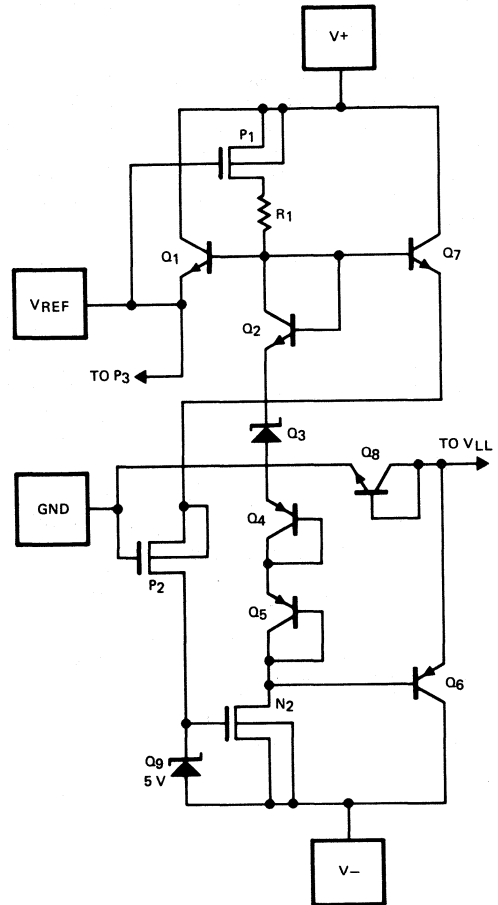 V+
P1
R1
Q1
Q7
VREF
Q2
TO P3
Q3
TO VLL
Q8
GND
Q4
P2
Q5
Q6
N2
Q9
5 V
V–